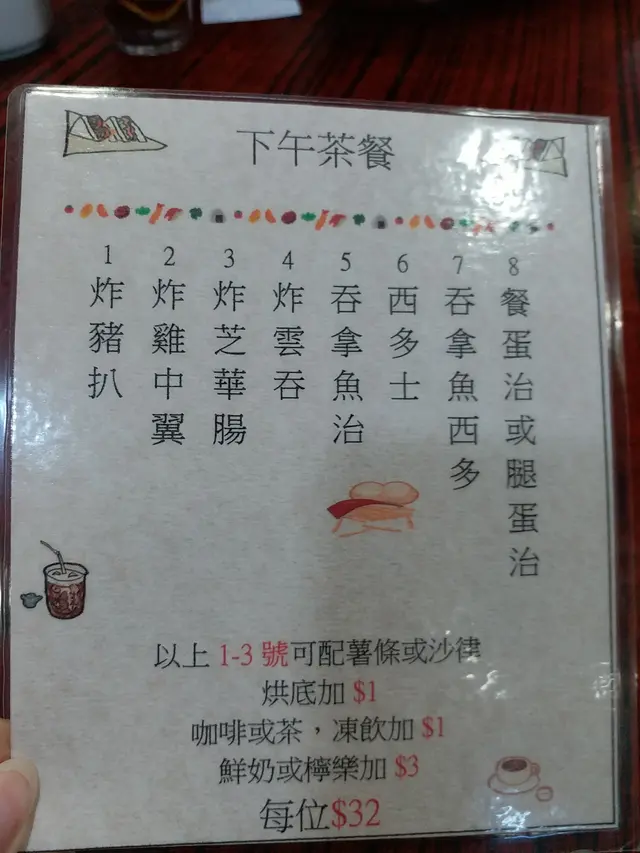 下午茶餐
1 炸豬扒
2 炸雞中翼
3 炸芝華腸
4 炸雲吞
5 吞拿魚治
6 西多士
7 吞拿魚西多
8 餐蛋治或腿蛋治
以上 1-3 號可配薯條或沙律
烘底加 $1
咖啡或茶，凍飲加 $1
鮮奶或檸樂加 $3
每位$32